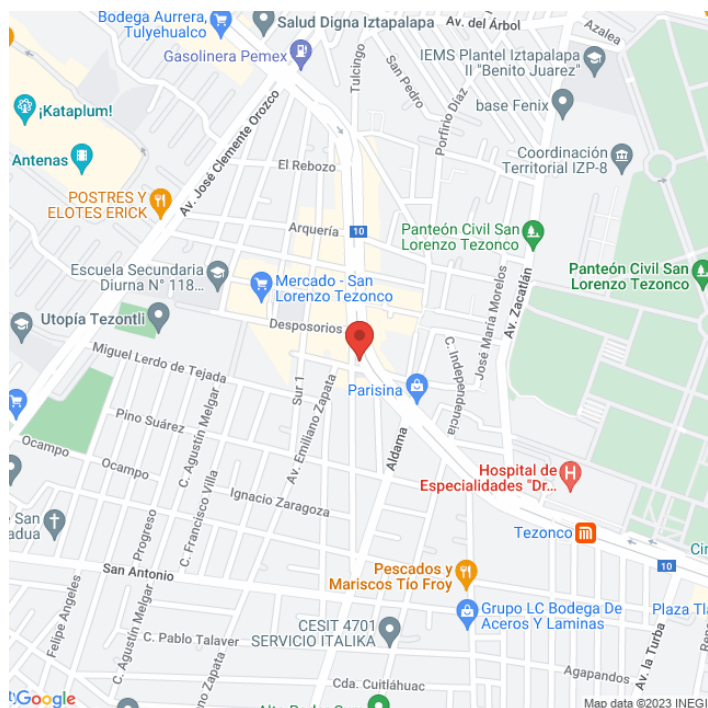 Bodega Aurrera,
Tulyehualco
Salud Digna Iztapalapa
Av. del Árbol
Azalea
Gasolinera Pemex
Tulcingo
San Pedro
IEMS Plantel Iztapalapa
II "Benito Juarez"
¡Kataplum!
Av. José Clemente Orozco
Porfirio Díaz
base Fenix
Antenas
El Rebozo
Coordinación
Territorial IZP-8
POSTRES Y
ELOTES ERICK
Arquería
10
Panteón Civil San
Lorenzo Tezonco
Escuela Secundaria
Diurna N° 118...
Mercado - San
Lorenzo Tezonco
Panteón Civil San
Lorenzo Tezonco
José María Morelos
Av. Zacatlán
Utopía Tezontli
Desposorios
Miguel Lerdo de Tejada
Sur 1
C. Independencia
Av. Emiliano Zapata
Parisina
C. Agustín Melgar
Pino Suárez
Aldama
Ocampo
Ocampo
C. Francisco Villa
Ignacio Zaragoza
Hospital de
Especialidades "Dr...
e San
adua
Progreso
Tezonco
Cin
San Antonio
10
Pescados y
Mariscos Tío Froy
Felipe Angeles
C. Agustín Melgar
Grupo LC Bodega De
Aceros Y Laminas
Plaza Tla
CESIT 4701
SERVICIO ITALIKA
C. Pablo Talaver
Av. la Turba
Agapandos
Cda. Cuitláhuac
Google
Map data ©2023 INEGI